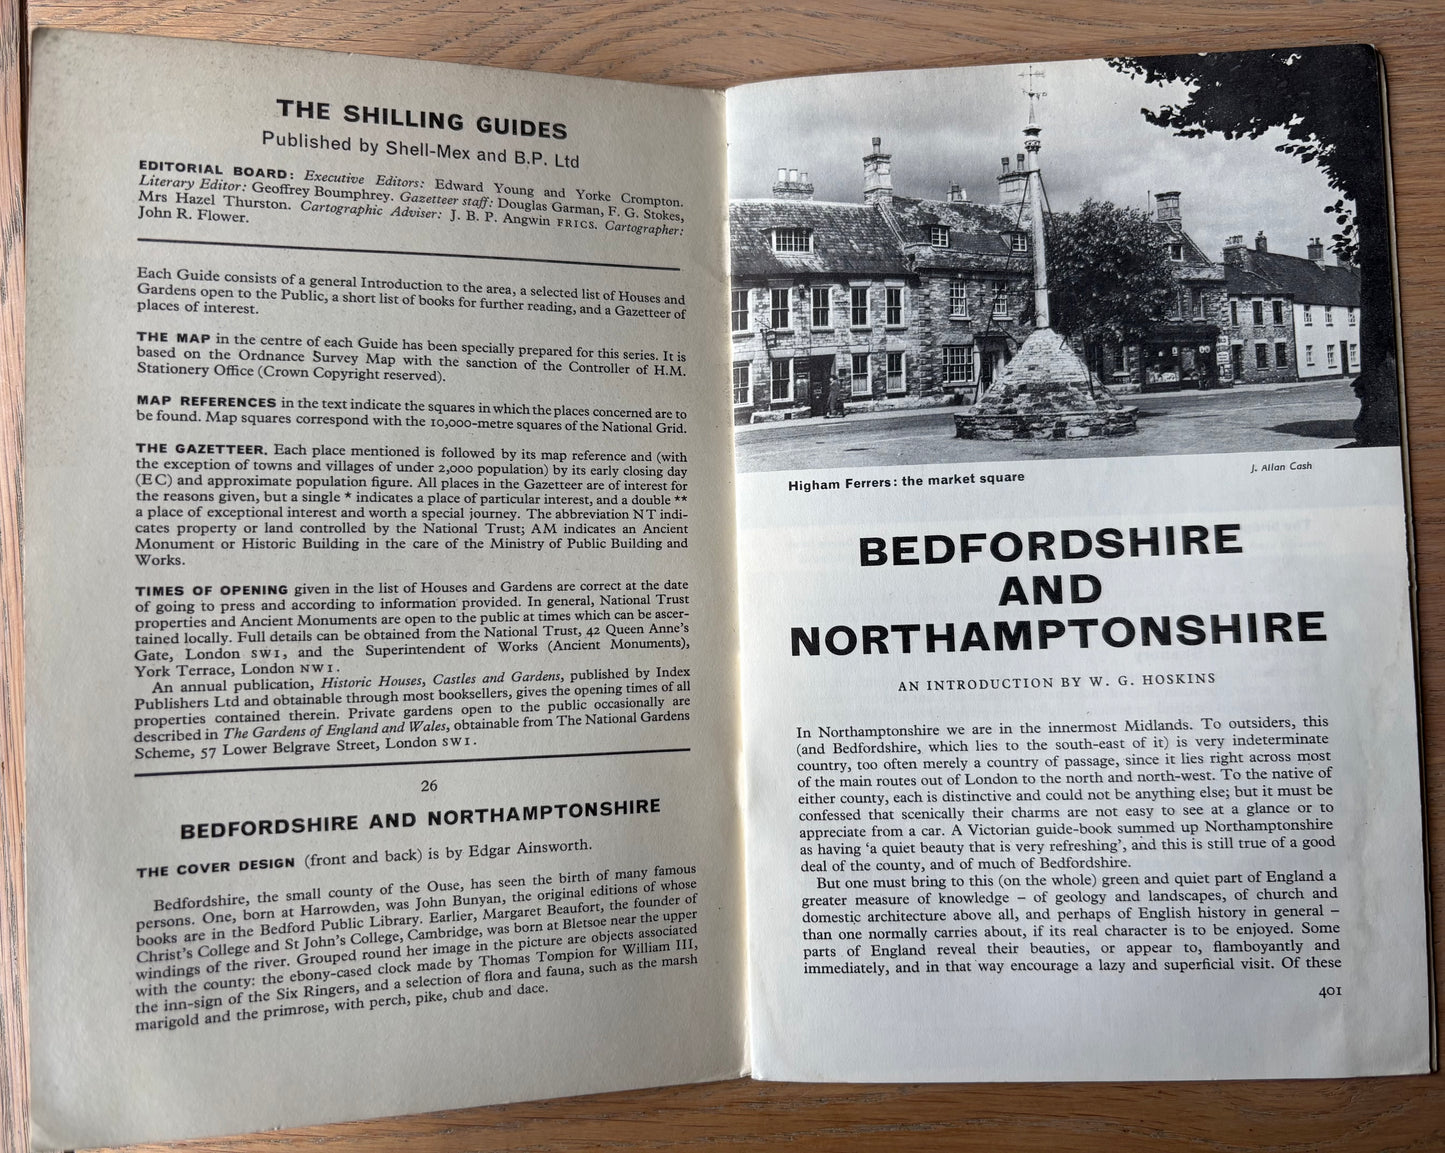 THE SHILLING GUIDES
Published by Shell-Mex and B.P. Ltd
EDITORIAL BOARD: Executive Editors: Edward Young and Yorke Crompton.
Literary Editor: Geoffrey Boumphrey. Gazetteer staff: Douglas Garman, F. G. Stokes,
Mrs Hazel Thurston. Cartographic Adviser: J. B. P. Angwin FRICS. Cartographer:
John R. Flower.
Each Guide consists of a general Introduction to the area, a selected list of Houses and
Gardens open to the Public, a short list of books for further reading, and a Gazetteer of
places of interest.
THE MAP in the centre of each Guide has been specially prepared for this series. It is
based on the Ordnance Survey Map with the sanction of the Controller of H.M.
Stationery Office (Crown Copyright reserved).
MAP REFERENCES in the text indicate the squares in which the places concerned are to
be found. Map squares correspond with the 10,000-metre squares of the National Grid.
THE GAZETTEER. Each place mentioned is followed by its map reference and (with
the exception of towns and villages of under 2,000 population) by its early closing day
(EC) and approximate population figure. All places in the Gazetteer are of interest for
the reasons given, but a single * indicates a place of particular interest, and a double **
a place of exceptional interest and worth a special journey. The abbreviation NT indi-
cates property or land controlled by the National Trust; AM indicates an Ancient
Monument or Historic Building in the care of the Ministry of Public Building and
Works.
TIMES OF OPENING given in the list of Houses and Gardens are correct at the date
of going to press and according to information provided. In general, National Trust
properties and Ancient Monuments are open to the public at times which can be ascer-
tained locally. Full details can be obtained from the National Trust, 42 Queen Anne's
Gate, London SW1, and the Superintendent of Works (Ancient Monuments),
York Terrace, London NW1.
An annual publication, Historic Houses, Castles and Gardens, published by Index
Publishers Ltd and obtainable through most booksellers, gives the opening times of all
properties contained therein. Private gardens open to the public occasionally are
described in The Gardens of England and Wales, obtainable from The National Gardens
Scheme, 57 Lower Belgrave Street, London SW1.
26
BEDFORDSHIRE AND NORTHAMPTONSHIRE
THE COVER DESIGN (front and back) is by Edgar Ainsworth.
Bedfordshire, the small county of the Ouse, has seen the birth of many famous
persons. One, born at Harrowden, was John Bunyan, the original editions of whose
books are in the Bedford Public Library. Earlier, Margaret Beaufort, the founder of
Christ's College and St John's College, Cambridge, was born at Bletsoe near the upper
windings of the river. Grouped round her image in the picture are objects associated
with the county: the ebony-cased clock made by Thomas Tompion for William III,
the inn-sign of the Six Ringers, and a selection of flora and fauna, such as the marsh
marigold and the primrose, with perch, pike, chub and dace.
Higham Ferrers: the market square
J. Allan Cash
BEDFORDSHIRE
AND
NORTHAMPTONSHIRE
AN INTRODUCTION BY W. G. HOSKINS
In Northamptonshire we are in the innermost Midlands. To outsiders, this
(and Bedfordshire, which lies to the south-east of it) is very indeterminate
country, too often merely a country of passage, since it lies right across most
of the main routes out of London to the north and north-west. To the native of
either county, each is distinctive and could not be anything else; but it must be
confessed that scenically their charms are not easy to see at a glance or to
appreciate from a car. A Victorian guide-book summed up Northamptonshire
as having 'a quiet beauty that is very refreshing', and this is still true of a good
deal of the county, and of much of Bedfordshire.
But one must bring to this (on the whole) green and quiet part of England a
greater measure of knowledge – of geology and landscapes, of church and
domestic architecture above all, and perhaps of English history in general –
than one normally carries about, if its real character is to be enjoyed. Some
parts of England reveal their beauties, or appear to, flamboyantly and
immediately, and in that way encourage a lazy and superficial visit. Of these
401